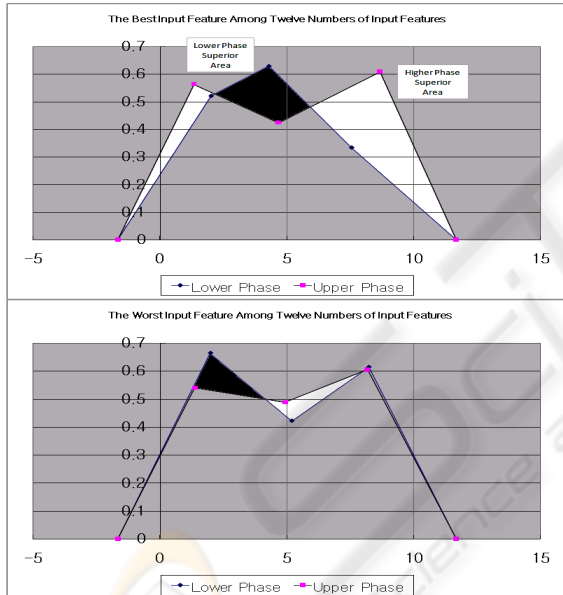 The Best Input Feature Among Twelve Numbers of Input Features
0.7
0.6
0.5
0.4
0.3
0.2
0.1
0
Lower Phase
Superior
Area
Higher Phase
Superior
Area
-5 0 5 10 15
Lower Phase Upper Phase
The Worst Input Feature Among Twelve Numbers of Input Features
0.7
0.6
0.5
0.4
0.3
0.2
0.1
0
-5 0 5 10 15
Lower Phase Upper Phase